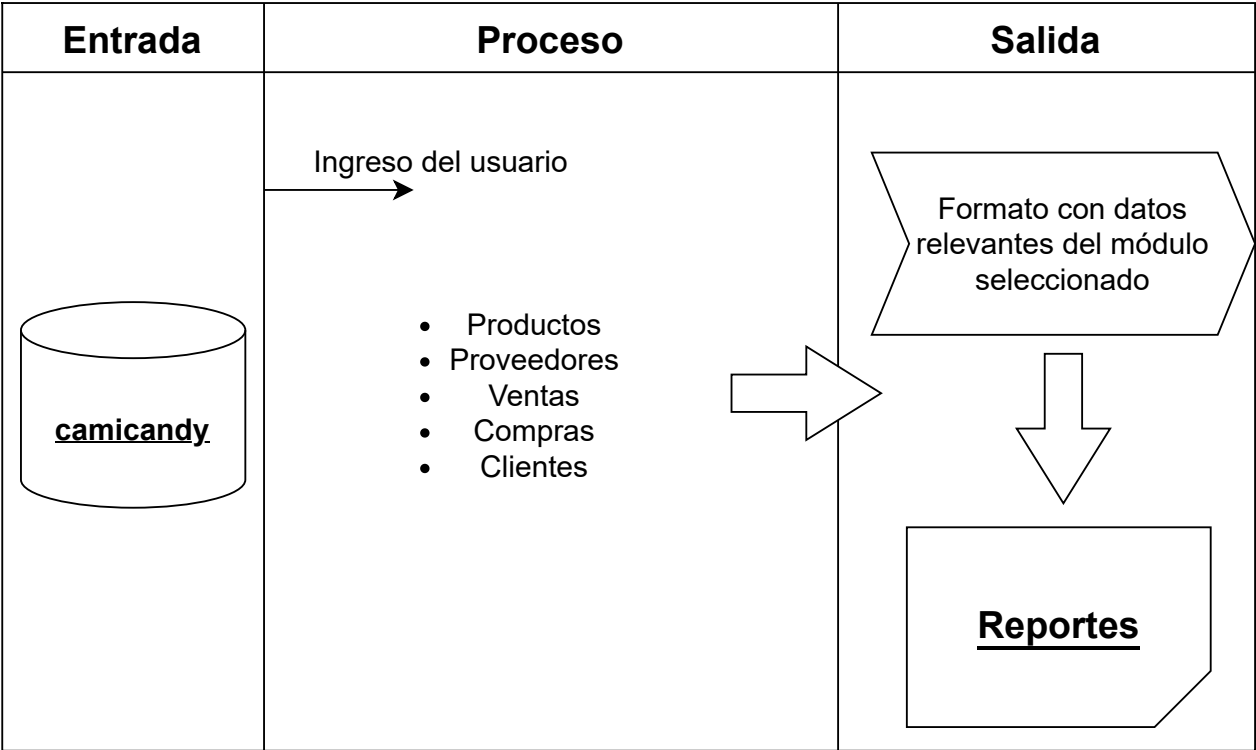 Entrada
Proceso
Salida
Ingreso del usuario
camicandy
• Productos
• Proveedores
• Ventas
• Compras
• Clientes
Formato con datos
relevantes del módulo
seleccionado
Reportes